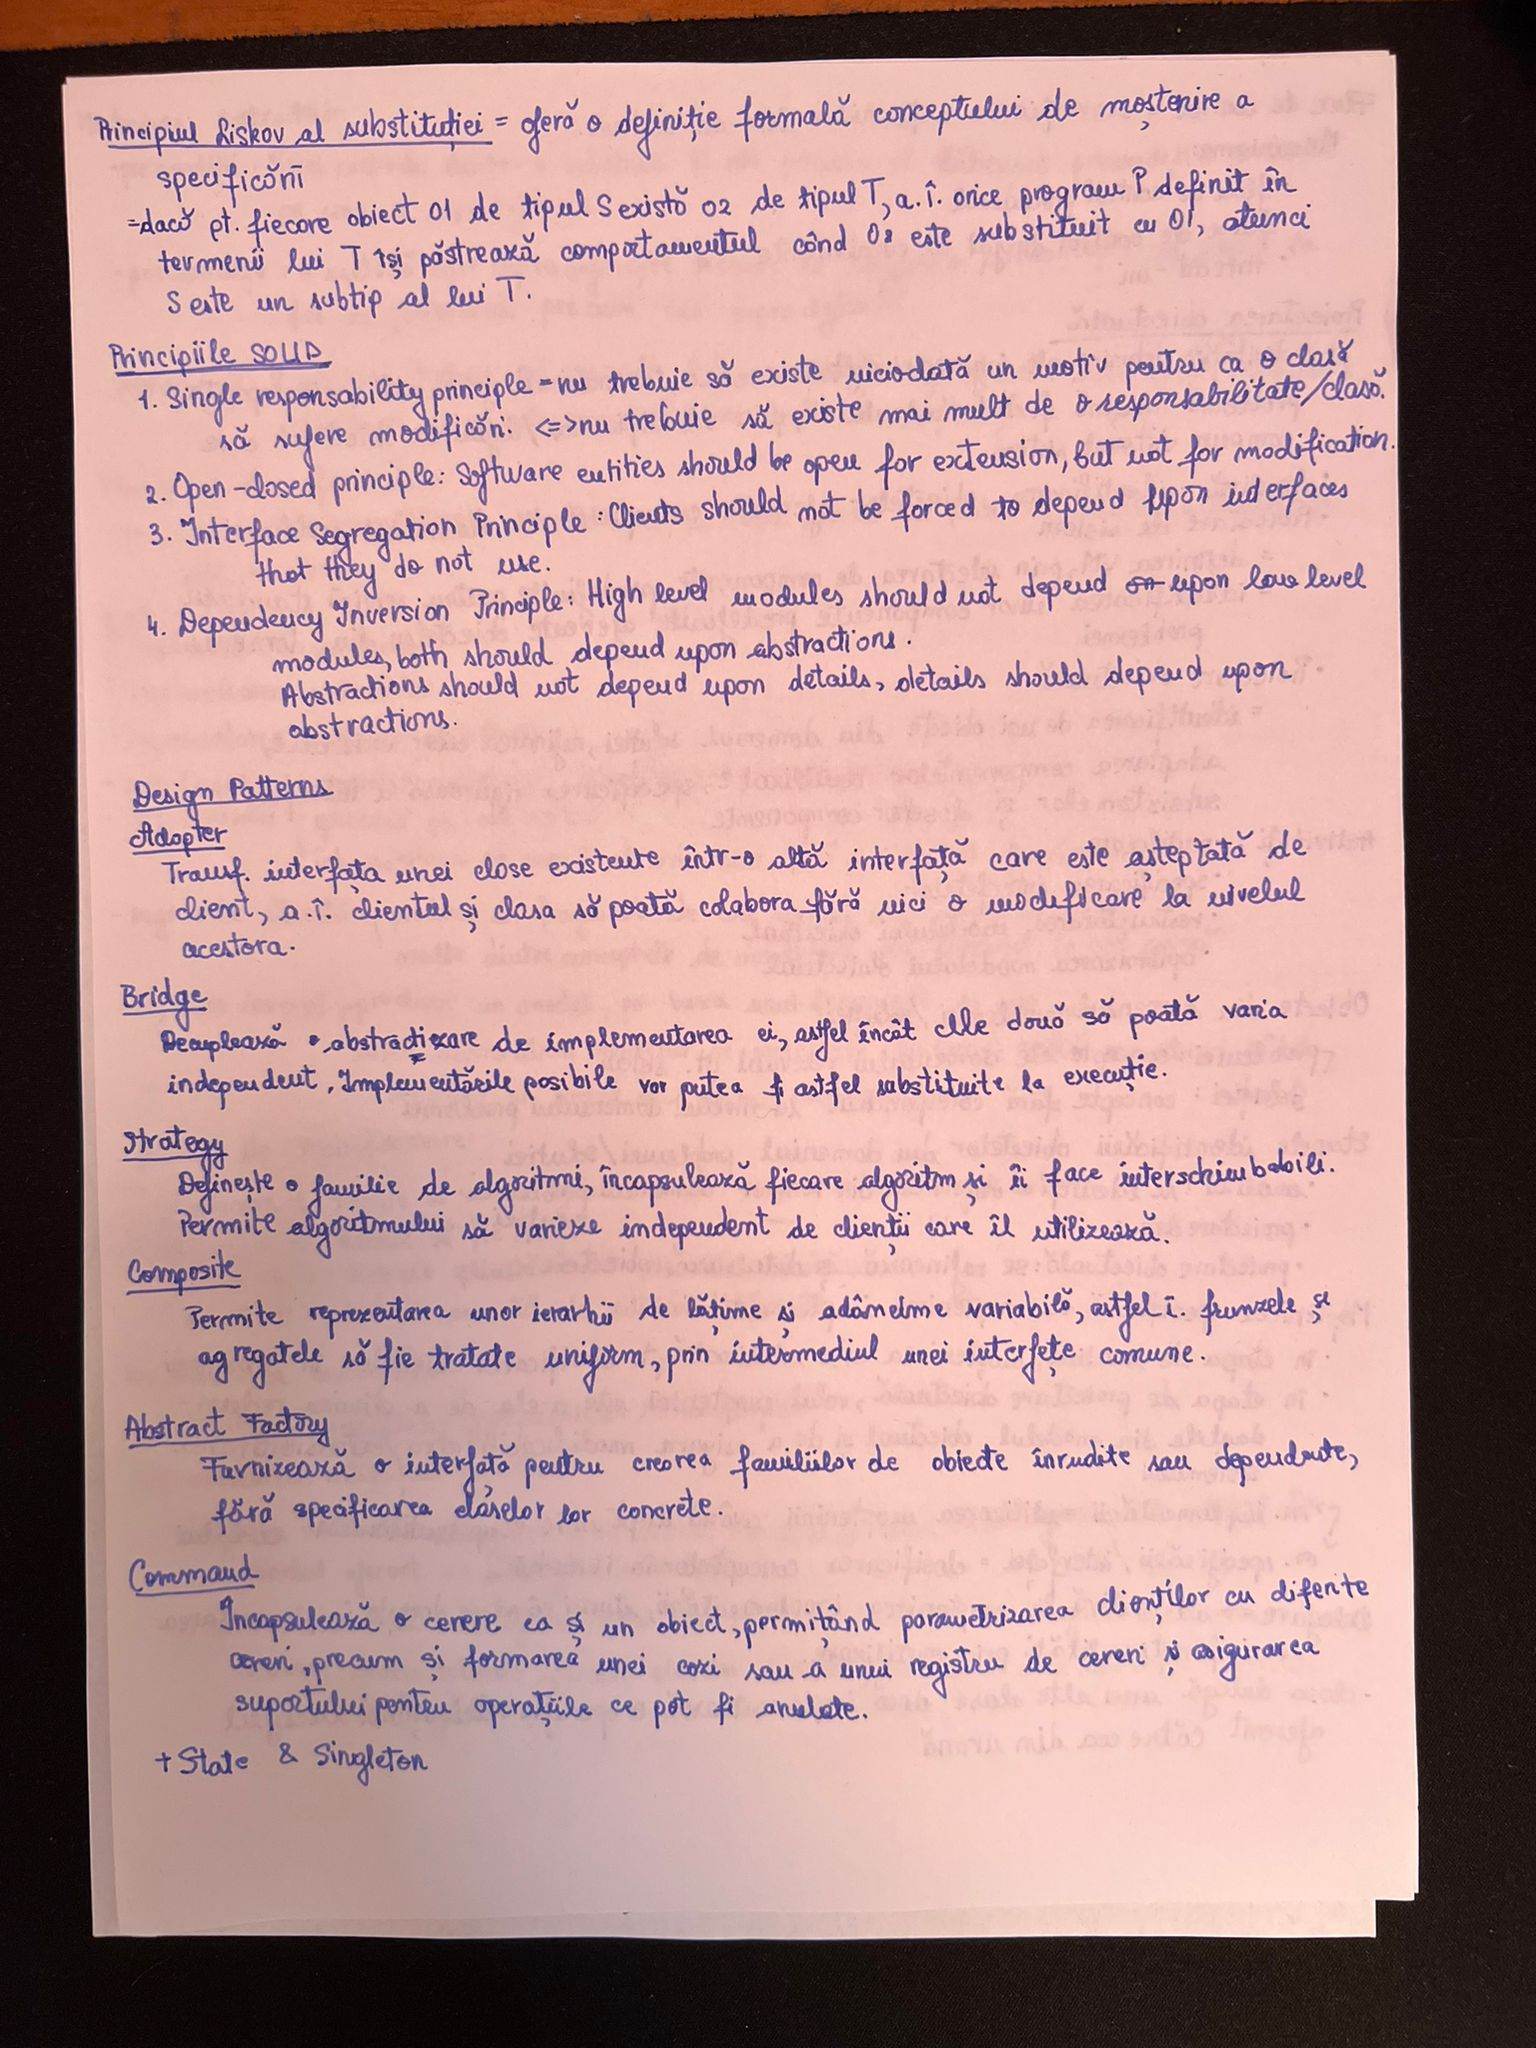 Principiul Liskov al substituției = oferă o definiție formală conceptului de moștenire a
specificării
= dacă pt. fiecare obiect O1 de tipul S există O2 de tipul T, a.î. orice program P definit în
termenii lui T își păstrează comportamentul când O2 este substituit cu O1, atunci
S este un subtip al lui T.
Principiile SOLID
1. Single responsability principle = nu trebuie să existe niciodată un motiv pentru ca o clasă
să sufere modificări. <=> nu trebuie să existe mai mult de o responsabilitate/clasă.
2. Open-closed principle: Software entities should be open for extension, but not for modification.
3. Interface Segregation Principle: Clients should not be forced to depend upon interfaces
that they do not use.
4. Dependency Inversion Principle: High level modules should not depend on upon low level
modules, both should depend upon abstractions.
Abstractions should not depend upon details, details should depend upon
abstractions.
Design Patterns
Adapter
Transf. interfața unei clase existente într-o altă interfață care este așteptată de
client, a.î. clientul și clasa să poată colabora fără nici o modificare la nivelul
acestora.
Bridge
Decuplează o abstractizare de implementarea ei, astfel încât cele două să poată varia
independent. Implementările posibile vor putea fi astfel substituite la execuție.
Strategy
Definește o familie de algoritmi, încapsulează fiecare algoritm și îi face interschimbabili.
Permite algoritmului să varieze independent de clienții care îl utilizează.
Composite
Permite reprezentarea unor ierarhii de lățime și adâncime variabilă, astfel î. frunzele și
agregatele să fie tratate uniform, prin intermediul unei interfețe comune.
Abstract Factory
Furnizează o interfață pentru crearea familiilor de obiecte înrudite sau dependente,
fără specificarea claselor lor concrete.
Command
Încapsulează o cerere ca și un obiect, permițând parametrizarea clienților cu diferite
cereri, precum și formarea unei cozi sau a unui registru de cereri și asigurarea
suportului pentru operațiile ce pot fi anulate.
+ State & Singleton